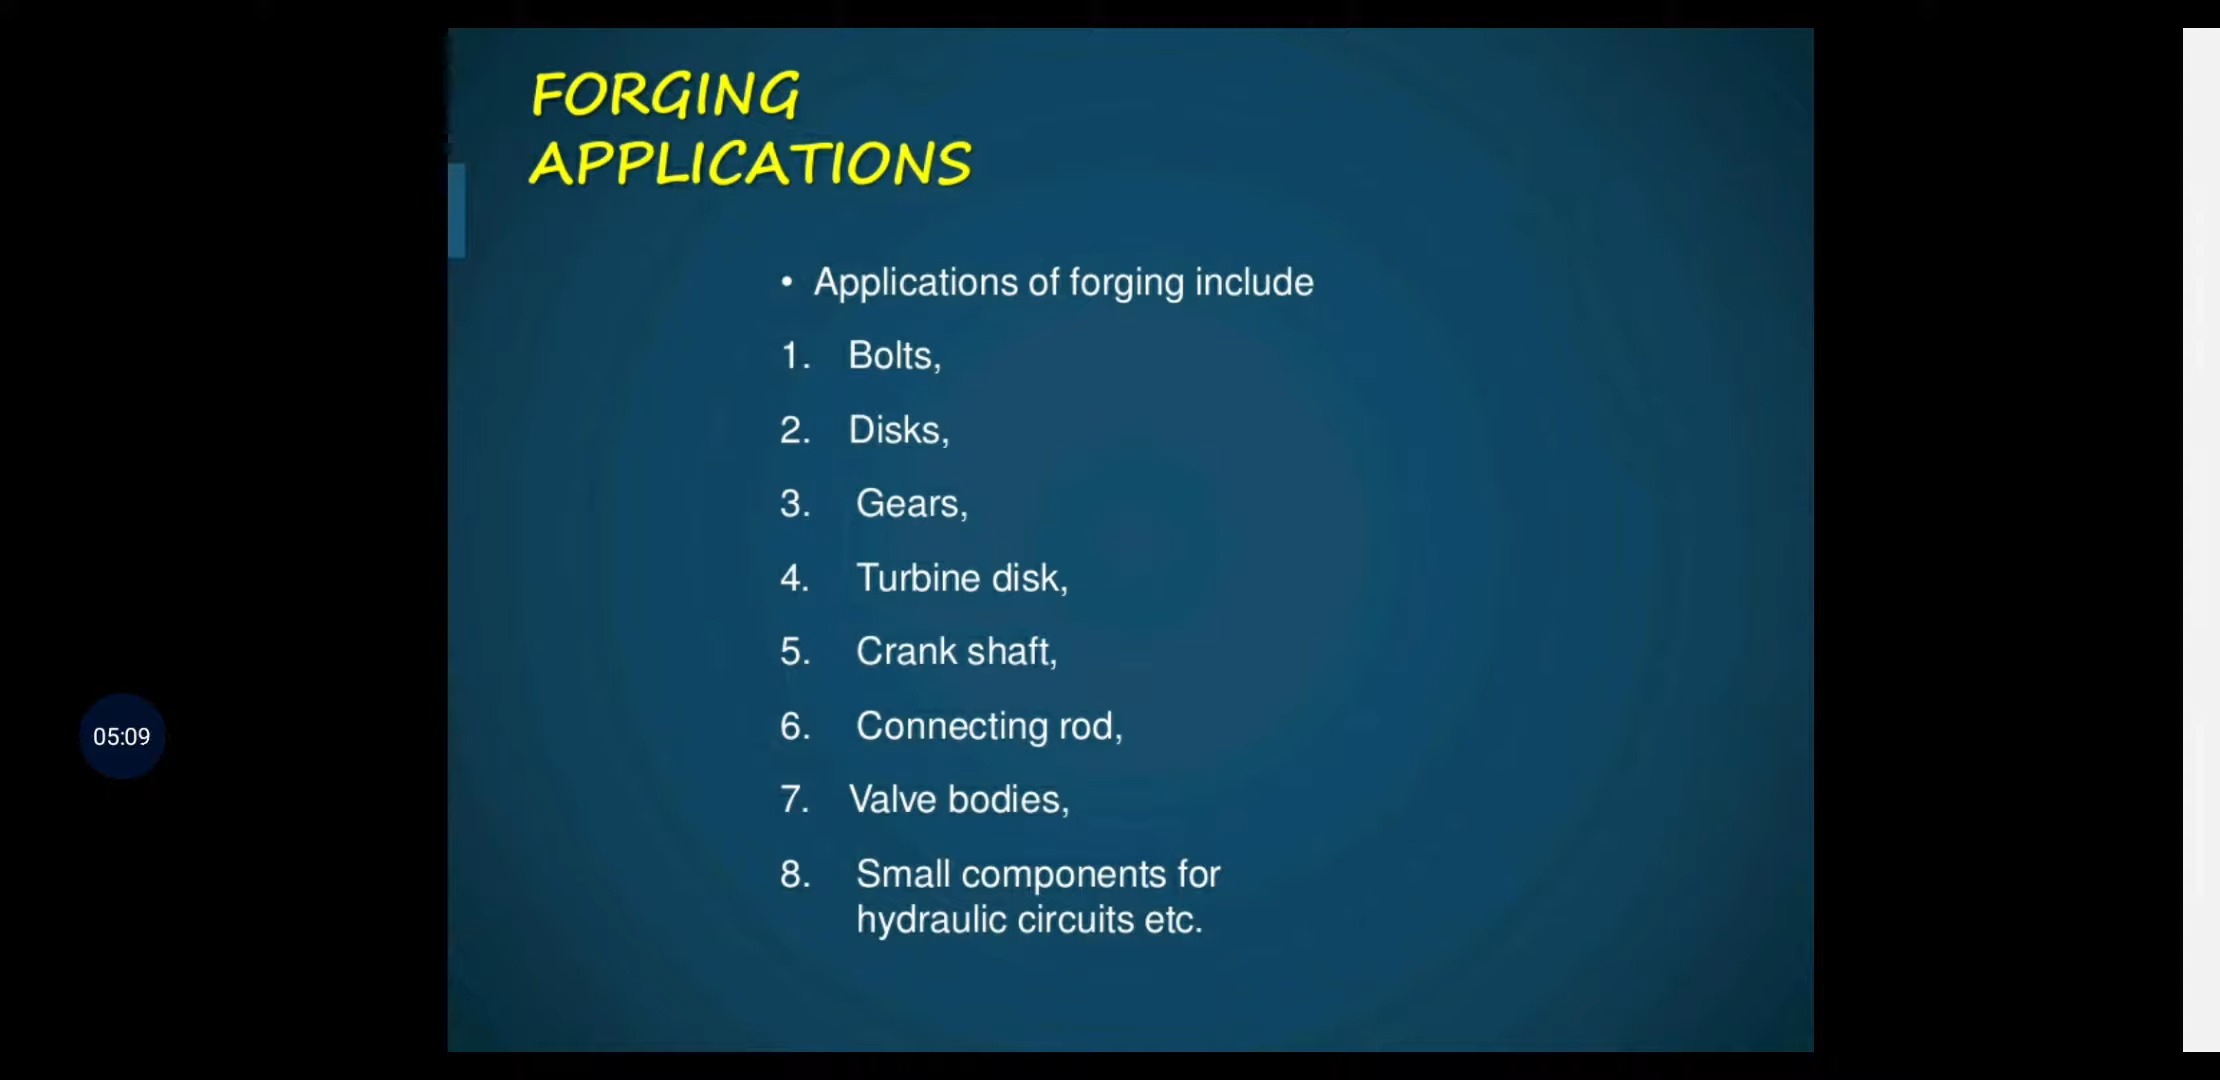 FORGING
APPLICATIONS
• Applications of forging include
1. Bolts,
2. Disks,
3. Gears,
4. Turbine disk,
5. Crank shaft,
6. Connecting rod,
7. Valve bodies,
8. Small components for
hydraulic circuits etc.
05:09